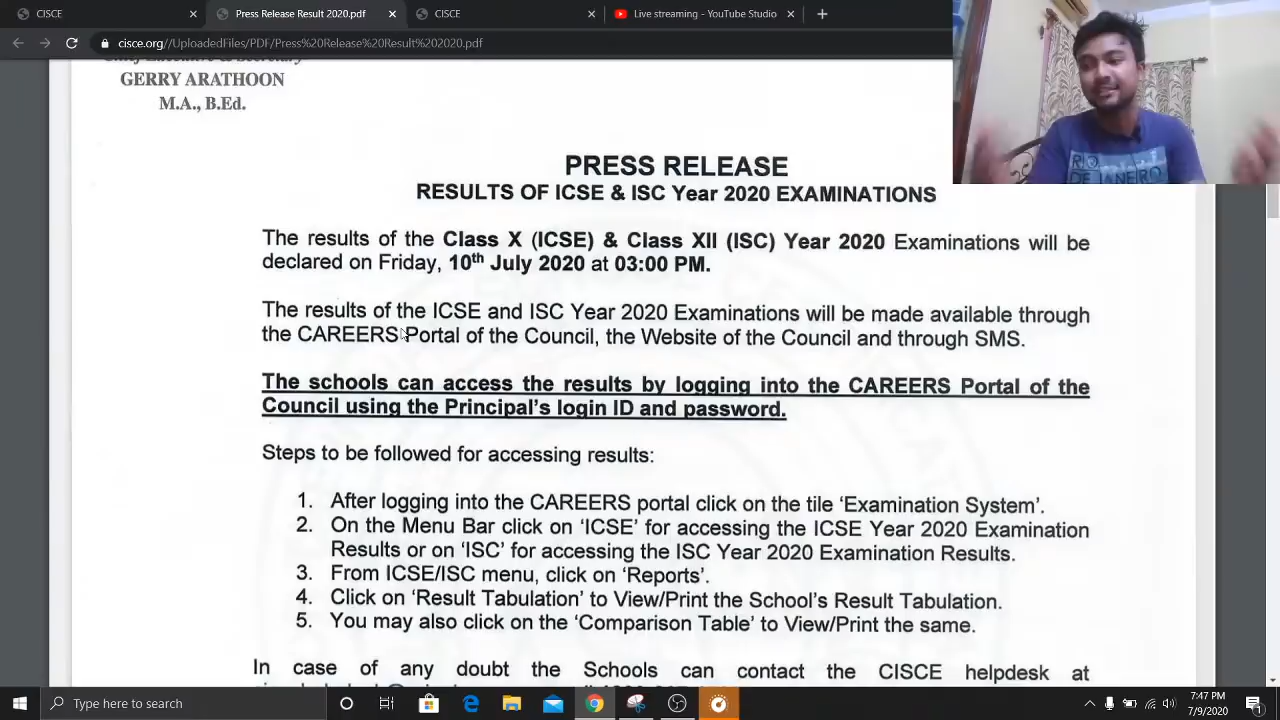 CISCE
Press Release Result 2020.pdf
CISCE
Live streaming - YouTube Studio
cisce.org//UploadedFiles/PDF/Press%20Release%20Result%202020.pdf
Chief Executive & Secretary
GERRY ARATHOON
M.A., B.Ed.
RIO
DE JANEIRO
PRESS RELEASE
RESULTS OF ICSE & ISC Year 2020 EXAMINATIONS
The results of the Class X (ICSE) & Class XII (ISC) Year 2020 Examinations will be
declared on Friday, 10th July 2020 at 03:00 PM.
The results of the ICSE and ISC Year 2020 Examinations will be made available through
the CAREERS Portal of the Council, the Website of the Council and through SMS.
The schools can access the results by logging into the CAREERS Portal of the
Council using the Principal's login ID and password.
Steps to be followed for accessing results:
1. After logging into the CAREERS portal click on the tile 'Examination System'.
2. On the Menu Bar click on 'ICSE' for accessing the ICSE Year 2020 Examination
Results or on 'ISC' for accessing the ISC Year 2020 Examination Results.
3. From ICSE/ISC menu, click on 'Reports'.
4. Click on 'Result Tabulation' to View/Print the School's Result Tabulation.
5. You may also click on the 'Comparison Table' to View/Print the same.
In case of any doubt the Schools can contact the CISCE helpdesk at
Type here to search
7:47 PM
7/9/2020